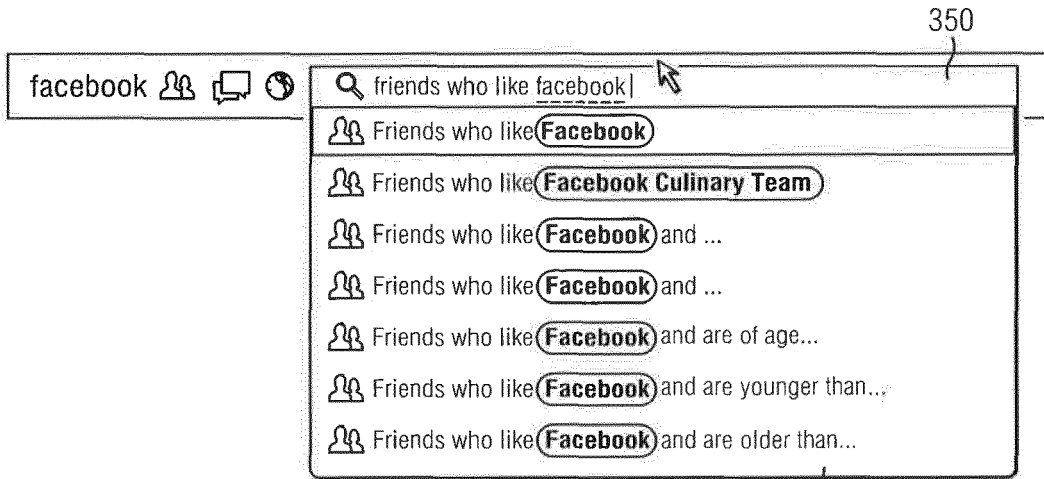 350
facebook
friends who like facebook
Friends who like Facebook
Friends who like Facebook Culinary Team
Friends who like Facebook and ...
Friends who like Facebook and ...
Friends who like Facebook and are of age...
Friends who like Facebook and are younger than...
Friends who like Facebook and are older than...